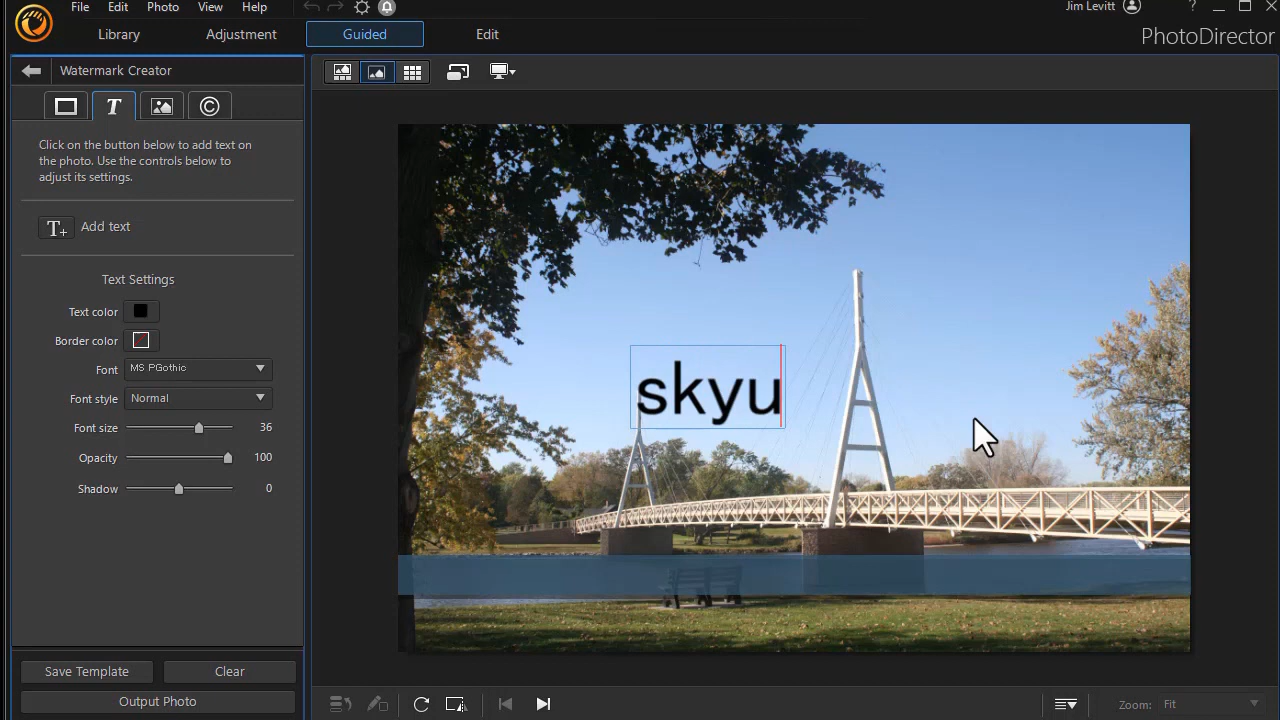 File Edit Photo View Help
Jim Levitt
?
Library Adjustment Guided Edit
PhotoDirector
Watermark Creator
T
©
Click on the button below to add text on
the photo. Use the controls below to
adjust its settings.
T+ Add text
Text Settings
Text color
Border color
Font MS PGothic
Font style Normal
Font size 36
Opacity 100
Shadow 0
skyu
Save Template Clear
Output Photo
Zoom: Fit